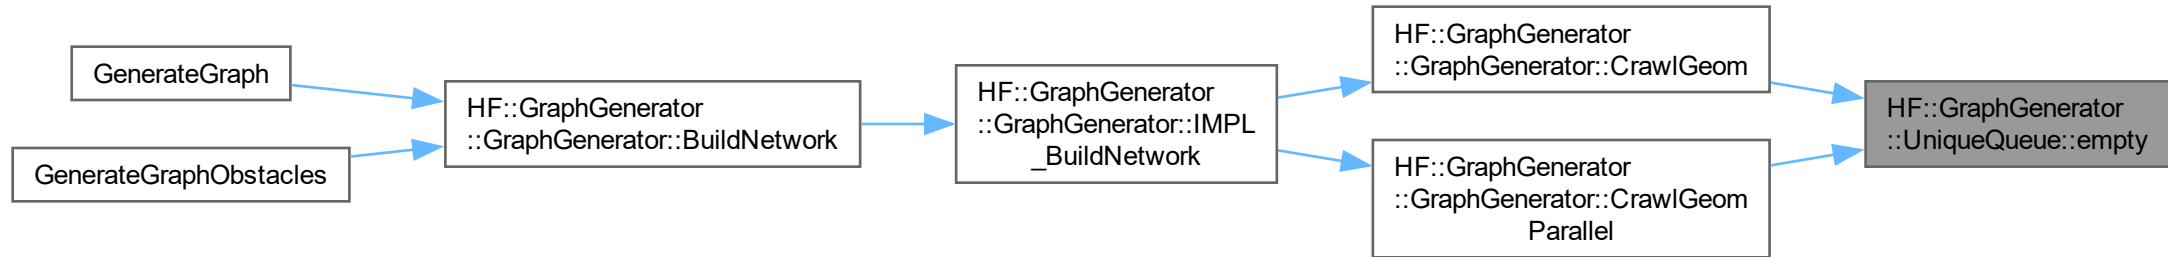 GenerateGraph
GenerateGraphObstacles
HF::GraphGenerator
::GraphGenerator::BuildNetwork
HF::GraphGenerator
::GraphGenerator::IMPL
_BuildNetwork
HF::GraphGenerator
::GraphGenerator::CrawlGeom
HF::GraphGenerator
::GraphGenerator::CrawlGeom
Parallel
HF::GraphGenerator
::UniqueQueue::empty